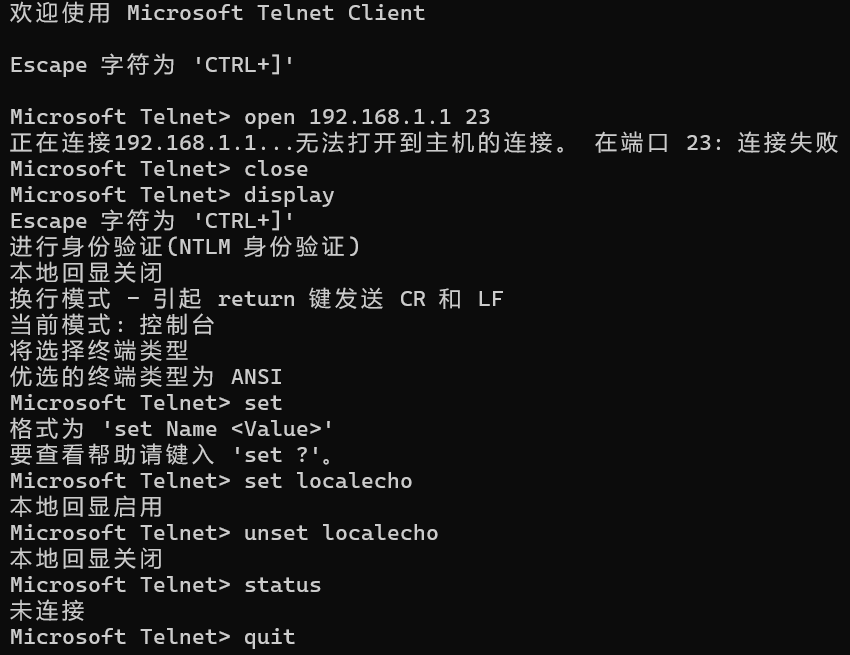 欢迎使用 Microsoft Telnet Client
Escape 字符为 'CTRL+]'
Microsoft Telnet> open 192.168.1.1 23
正在连接192.168.1.1...无法打开到主机的连接。 在端口 23: 连接失败
Microsoft Telnet> close
Microsoft Telnet> display
Escape 字符为 'CTRL+]'
进行身份验证(NTLM 身份验证)
本地回显关闭
换行模式 - 引起 return 键发送 CR 和 LF
当前模式: 控制台
将选择终端类型
优选的终端类型为 ANSI
Microsoft Telnet> set
格式为 'set Name <Value>'
要查看帮助请键入 'set ?'。
Microsoft Telnet> set localecho
本地回显启用
Microsoft Telnet> unset localecho
本地回显关闭
Microsoft Telnet> status
未连接
Microsoft Telnet> quit